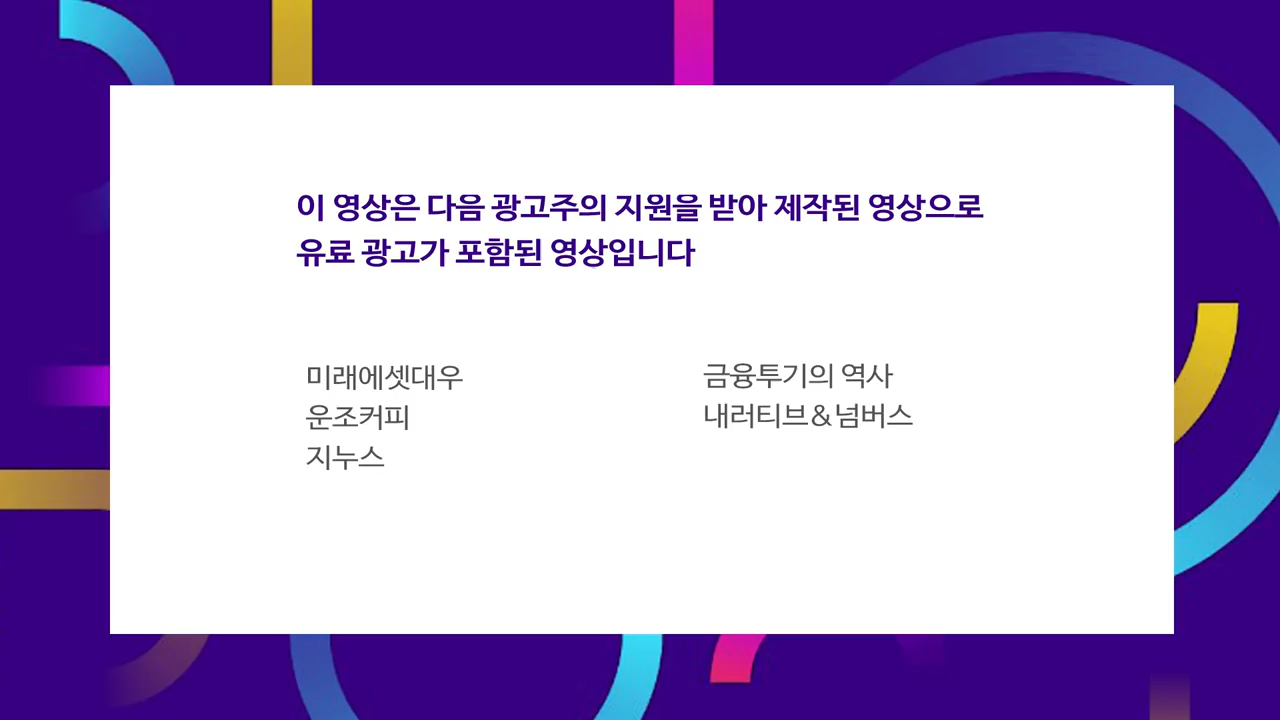 이 영상은 다음 광고주의 지원을 받아 제작된 영상으로
유료 광고가 포함된 영상입니다
미래에셋대우
운조커피
지누스
금융투기의 역사
내러티브&넘버스